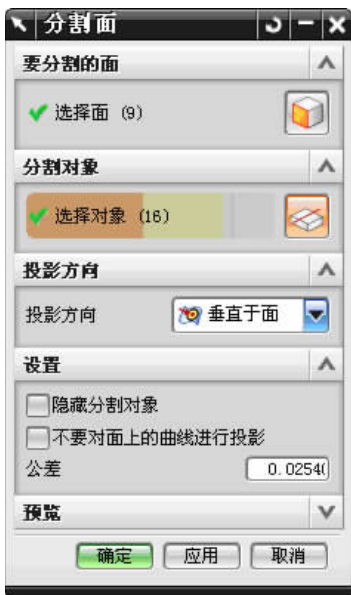 分割面
要分割的面
选择面 (9)
分割对象
选择对象 (16)
投影方向
投影方向 垂直于面
设置
隐藏分割对象
不要对面上的曲线进行投影
公差 0.0254
预览
确定 应用 取消